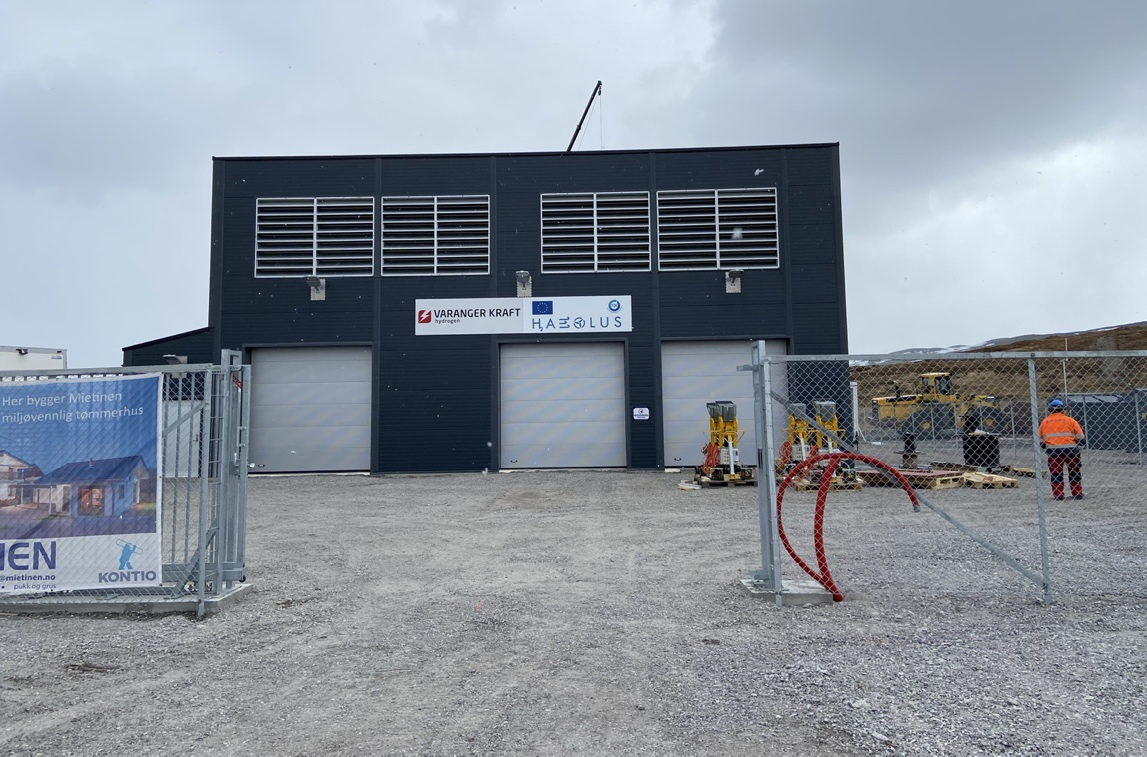 VARANGER KRAFT
hydrogen
HAEOLUS
Her bygger Mietinen
miljøvennlig tømmerhus
NEN
@mietinen.no
pukk og grus
KONTIO